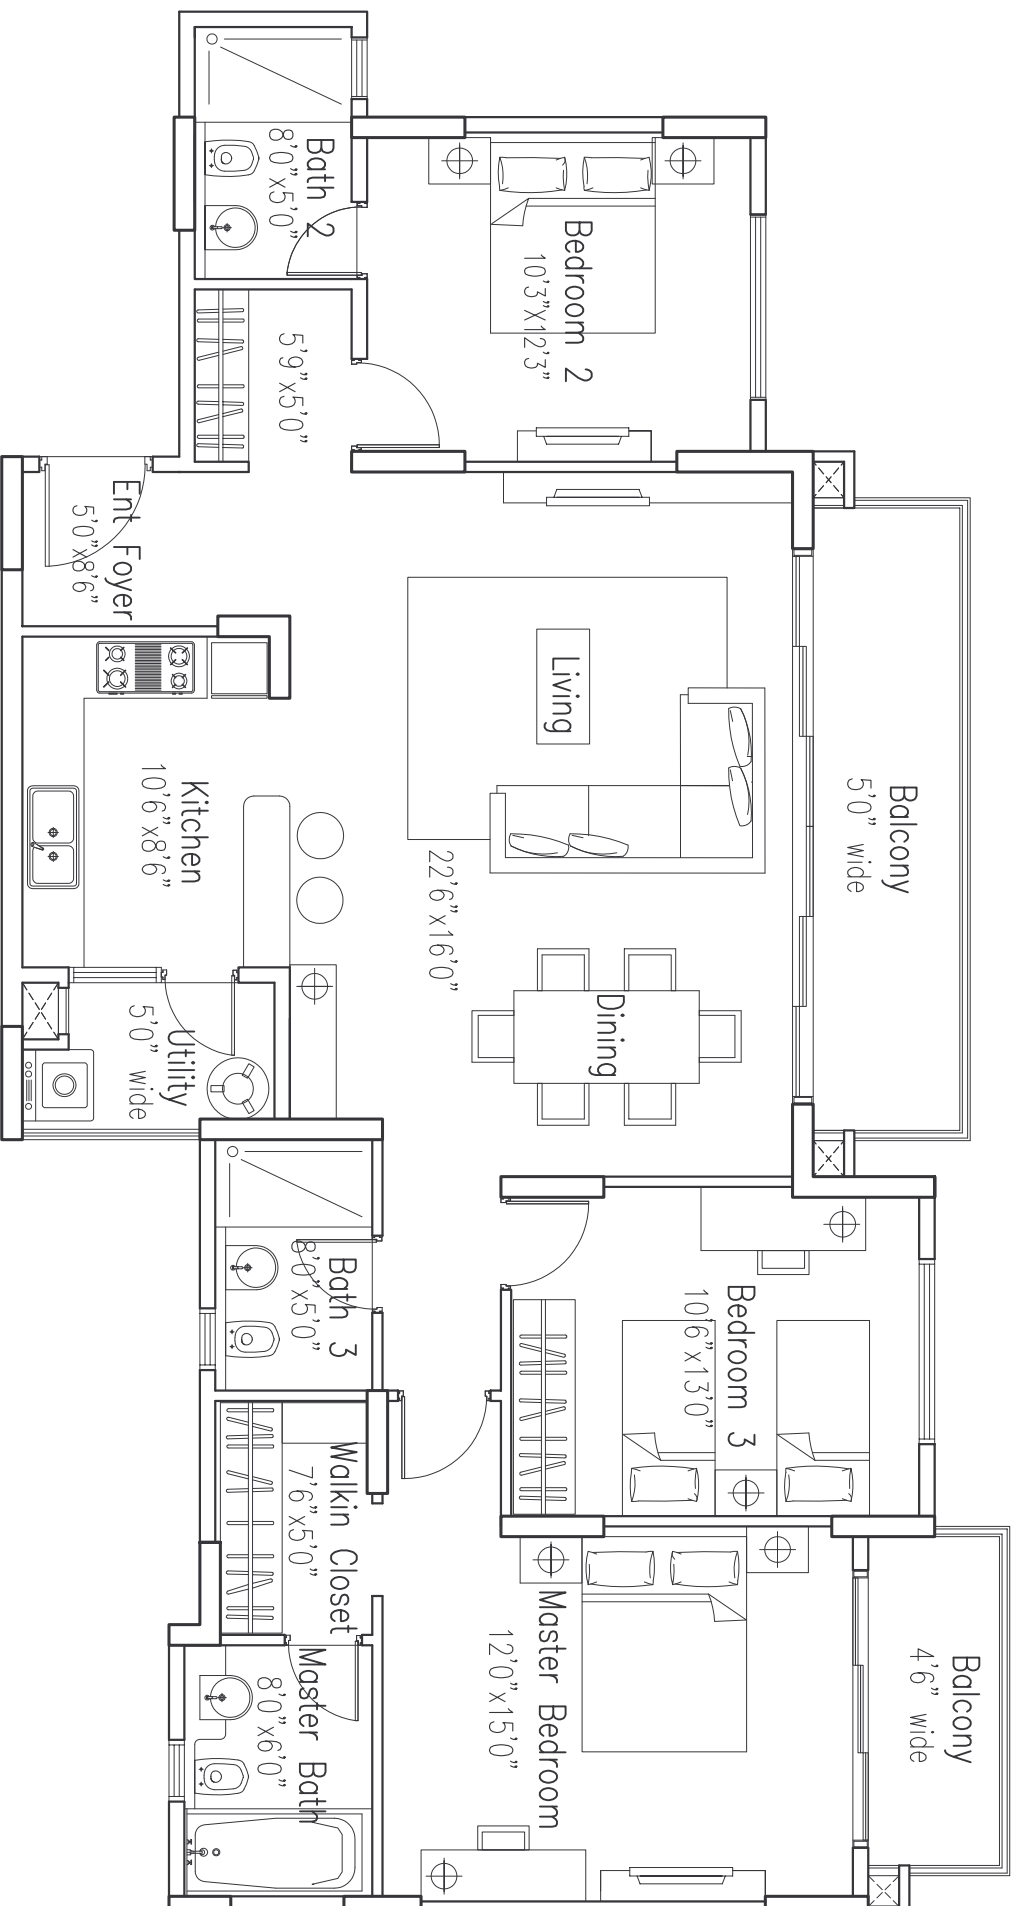 Bath 2
8'0"x5'0"
Bedroom 2
10'3"X12'3"
5'9"x5'0"
Ent Foyer
5'0"x8'6"
Living
22'6"x16'0"
Balcony
5'0" wide
Kitchen
10'6"x8'6"
Dining
Utility
5'0" wide
Bath 3
8'0"x5'0"
Bedroom 3
10'6"x13'0"
Walkin Closet
7'6"x5'0"
Master Bedroom
12'0"x15'0"
Balcony
4'6" wide
Master Bath
8'0"x6'0"